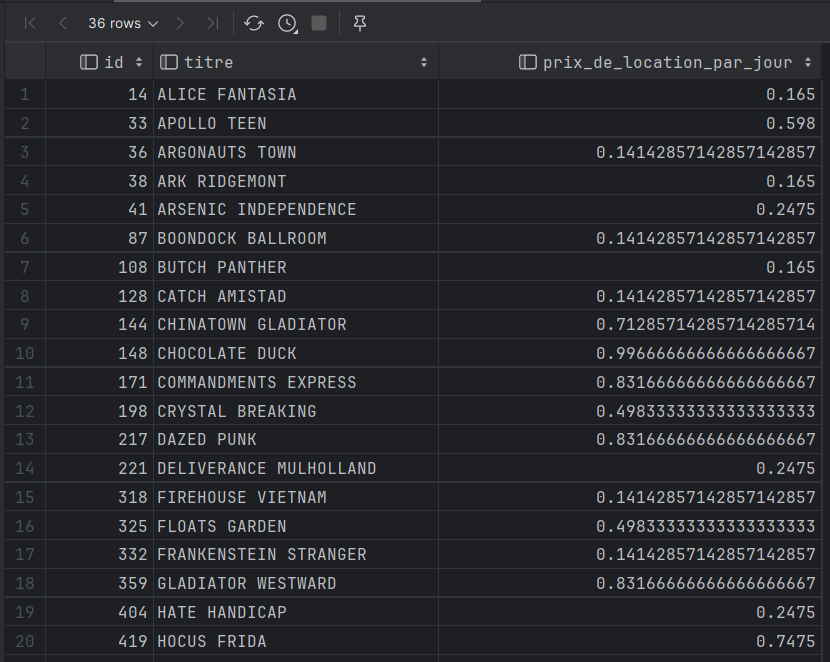 36 rows
id titre prix_de_location_par_jour
1 14 ALICE FANTASIA 0.165
2 33 APOLLO TEEN 0.598
3 36 ARGONAUTS TOWN 0.14142857142857142857
4 38 ARK RIDGEMONT 0.165
5 41 ARSENIC INDEPENDENCE 0.2475
6 87 BOONDOCK BALLROOM 0.14142857142857142857
7 108 BUTCH PANTHER 0.165
8 128 CATCH AMISTAD 0.14142857142857142857
9 144 CHINATOWN GLADIATOR 0.71285714285714285714
10 148 CHOCOLATE DUCK 0.99666666666666666667
11 171 COMMANDMENTS EXPRESS 0.83166666666666666667
12 198 CRYSTAL BREAKING 0.49833333333333333333
13 217 DAZED PUNK 0.83166666666666666667
14 221 DELIVERANCE MULHOLLAND 0.2475
15 318 FIREHOUSE VIETNAM 0.14142857142857142857
16 325 FLOATS GARDEN 0.49833333333333333333
17 332 FRANKENSTEIN STRANGER 0.14142857142857142857
18 359 GLADIATOR WESTWARD 0.83166666666666666667
19 404 HATE HANDICAP 0.2475
20 419 HOCUS FRIDA 0.7475